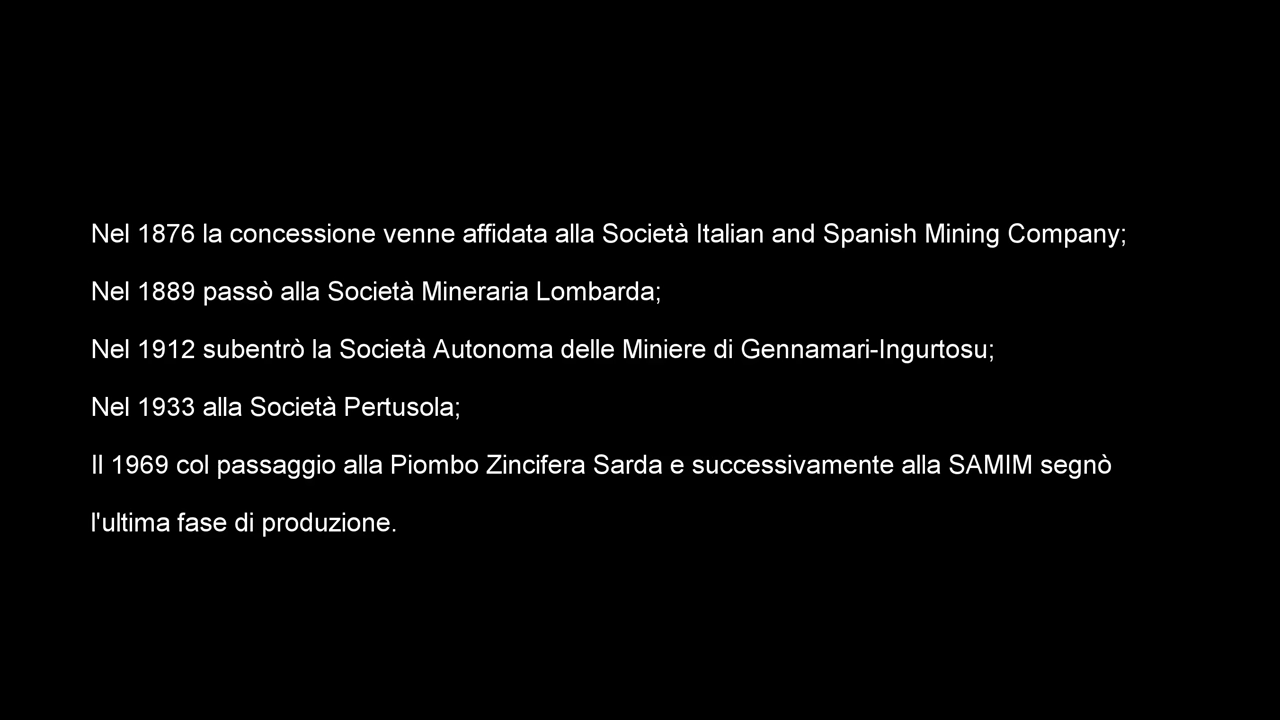 Nel 1876 la concessione venne affidata alla Società Italian and Spanish Mining Company;
Nel 1889 passò alla Società Mineraria Lombarda;
Nel 1912 subentrò la Società Autonoma delle Miniere di Gennamari-Ingurtosu;
Nel 1933 alla Società Pertusola;
Il 1969 col passaggio alla Piombo Zincifera Sarda e successivamente alla SAMIM segnò
l'ultima fase di produzione.